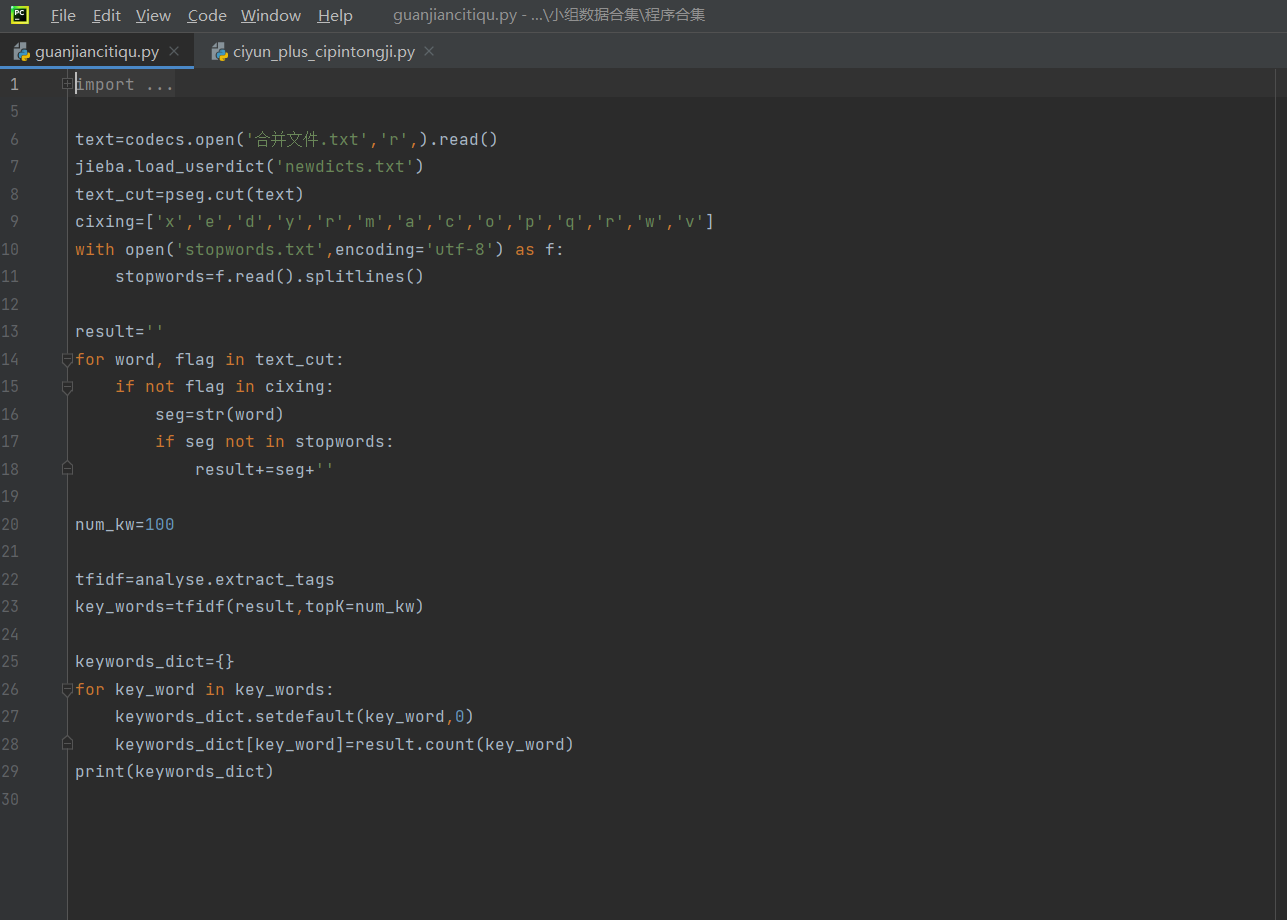 PC File Edit View Code Window Help guanjiancitiqu.py - ...\小组数据合集\程序合集
guanjiancitiqu.py ciyun_plus_cipintongji.py
1 import ...
5
6 text=codecs.open('合并文件.txt','r',).read()
7 jieba.load_userdict('newdicts.txt')
8 text_cut=pseg.cut(text)
9 cixing=['x','e','d','y','r','m','a','c','o','p','q','r','w','v']
10 with open('stopwords.txt',encoding='utf-8') as f:
11     stopwords=f.read().splitlines()
12
13 result=''
14 for word, flag in text_cut:
15     if not flag in cixing:
16         seg=str(word)
17         if seg not in stopwords:
18             result+=seg+''
19
20 num_kw=100
21
22 tfidf=analyse.extract_tags
23 key_words=tfidf(result,topK=num_kw)
24
25 keywords_dict={}
26 for key_word in key_words:
27     keywords_dict.setdefault(key_word,0)
28     keywords_dict[key_word]=result.count(key_word)
29 print(keywords_dict)
30